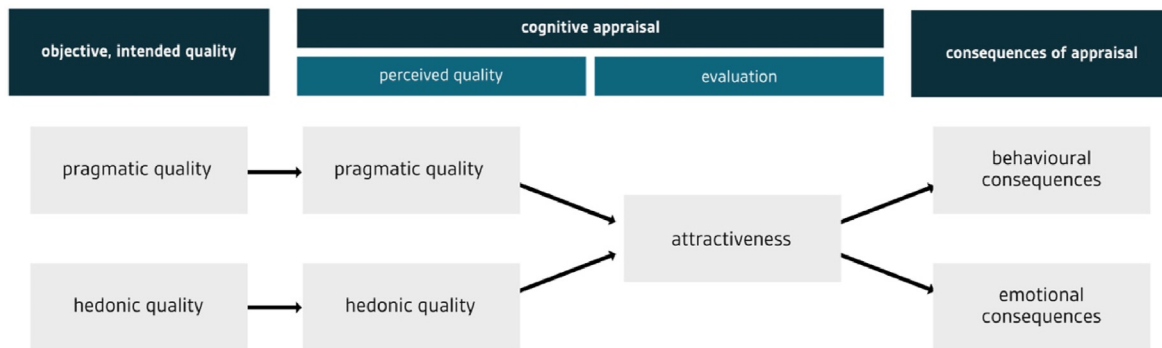 objective, intended quality
cognitive appraisal
perceived quality
evaluation
consequences of appraisal
pragmatic quality
pragmatic quality
attractiveness
behavioural
consequences
hedonic quality
hedonic quality
emotional
consequences